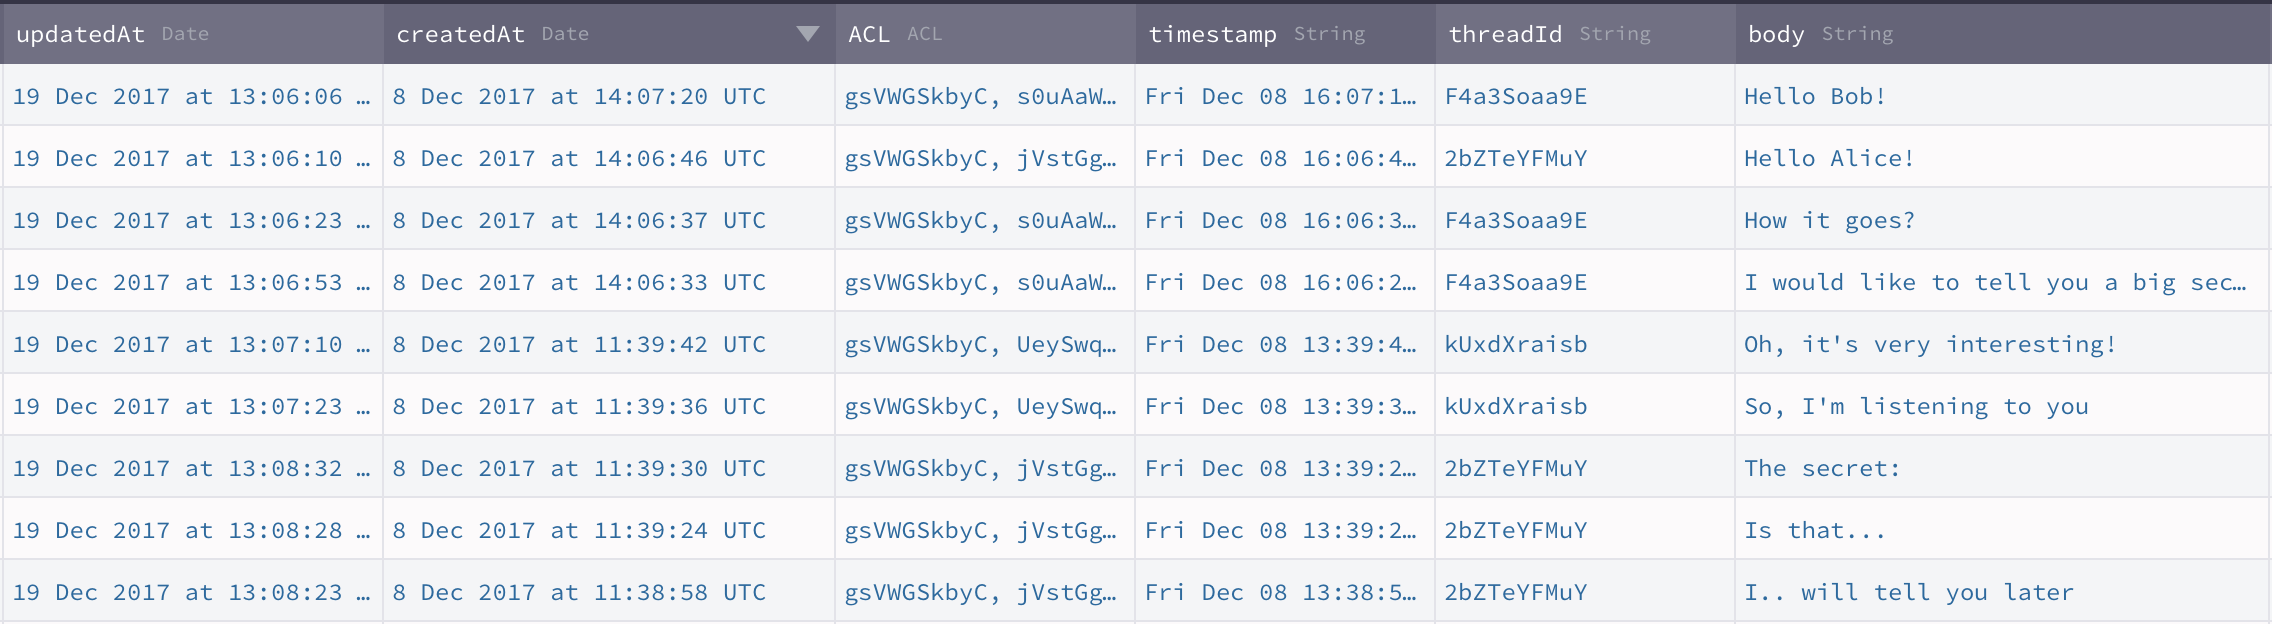 updatedAt Date createdAt Date ACL ACL timestamp String threadId String body String
19 Dec 2017 at 13:06:06 … 8 Dec 2017 at 14:07:20 UTC gsVWGSkbyC, s0uAaW… Fri Dec 08 16:07:1… F4a3Soaa9E Hello Bob!
19 Dec 2017 at 13:06:10 … 8 Dec 2017 at 14:06:46 UTC gsVWGSkbyC, jVstGg… Fri Dec 08 16:06:4… 2bZTeYFMuY Hello Alice!
19 Dec 2017 at 13:06:23 … 8 Dec 2017 at 14:06:37 UTC gsVWGSkbyC, s0uAaW… Fri Dec 08 16:06:3… F4a3Soaa9E How it goes?
19 Dec 2017 at 13:06:53 … 8 Dec 2017 at 14:06:33 UTC gsVWGSkbyC, s0uAaW… Fri Dec 08 16:06:2… F4a3Soaa9E I would like to tell you a big sec…
19 Dec 2017 at 13:07:10 … 8 Dec 2017 at 11:39:42 UTC gsVWGSkbyC, UeySwq… Fri Dec 08 13:39:4… kUxdXraisb Oh, it's very interesting!
19 Dec 2017 at 13:07:23 … 8 Dec 2017 at 11:39:36 UTC gsVWGSkbyC, UeySwq… Fri Dec 08 13:39:3… kUxdXraisb So, I'm listening to you
19 Dec 2017 at 13:08:32 … 8 Dec 2017 at 11:39:30 UTC gsVWGSkbyC, jVstGg… Fri Dec 08 13:39:2… 2bZTeYFMuY The secret:
19 Dec 2017 at 13:08:28 … 8 Dec 2017 at 11:39:24 UTC gsVWGSkbyC, jVstGg… Fri Dec 08 13:39:2… 2bZTeYFMuY Is that...
19 Dec 2017 at 13:08:23 … 8 Dec 2017 at 11:38:58 UTC gsVWGSkbyC, jVstGg… Fri Dec 08 13:38:5… 2bZTeYFMuY I.. will tell you later